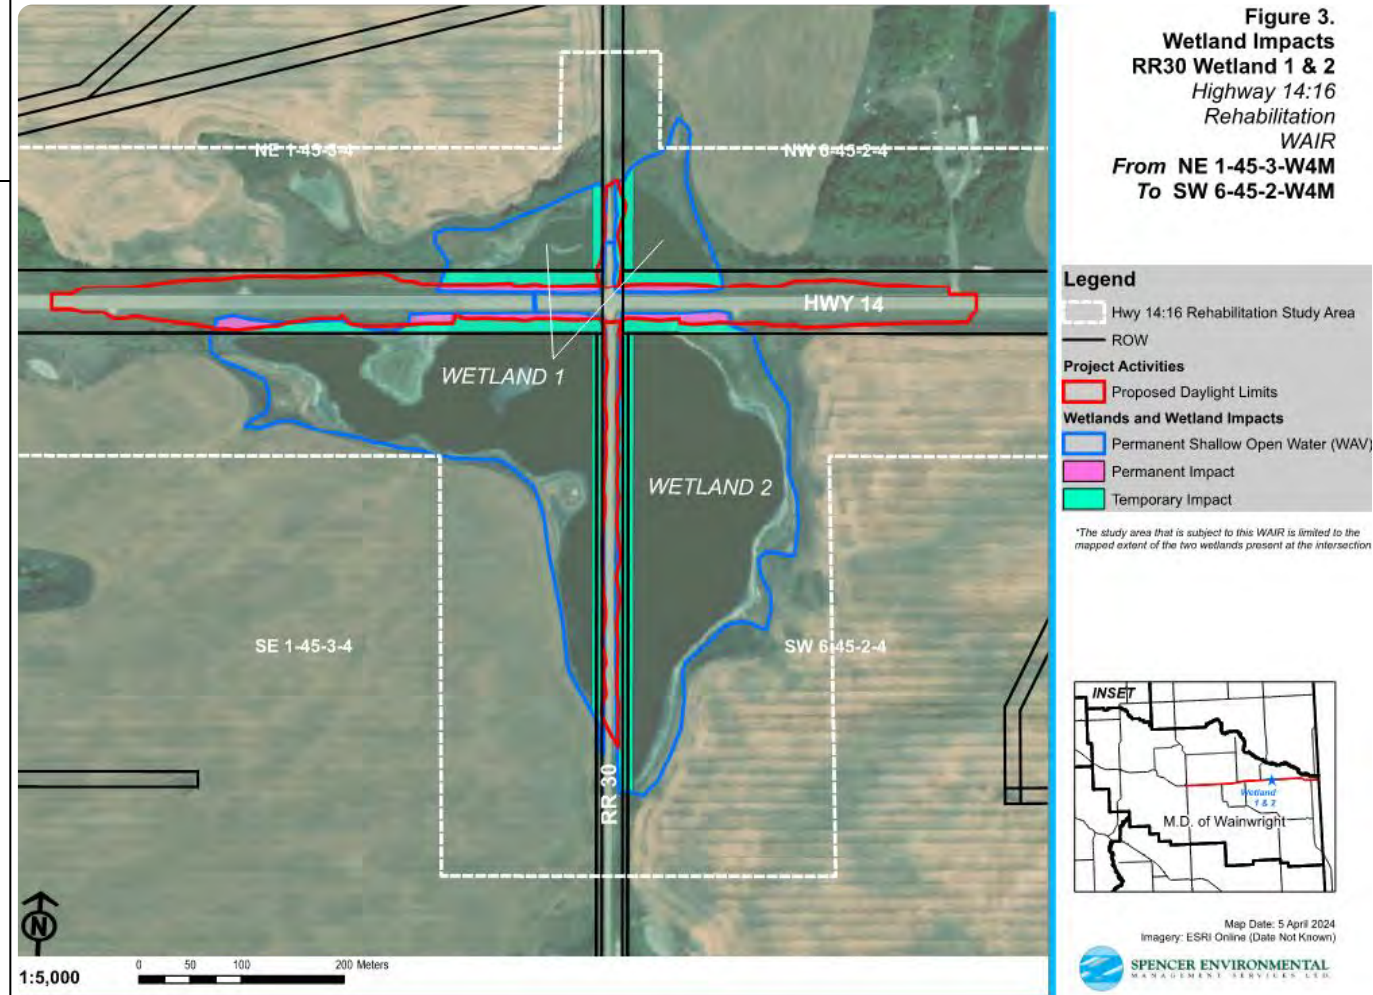 Figure 3.
Wetland Impacts
RR30 Wetland 1 & 2
Highway 14:16
Rehabilitation
WAIR
From NE 1-45-3-W4M
To SW 6-45-2-W4M
NE 1-45-3-4
NW 6-45-2-4
HWY 14
WETLAND 1
WETLAND 2
SE 1-45-3-4
SW 6-45-2-4
RR 30
Legend
Hwy 14:16 Rehabilitation Study Area
ROW
Project Activities
Proposed Daylight Limits
Wetlands and Wetland Impacts
Permanent Shallow Open Water (WAV)
Permanent Impact
Temporary Impact
*The study area that is subject to this WAIR is limited to the
mapped extent of the two wetlands present at the intersection
INSET
Wetland
1 & 2
M.D. of Wainwright
N
1:5,000
0 50 100 200 Meters
Map Date: 5 April 2024
Imagery: ESRI Online (Date Not Known)
SPENCER ENVIRONMENTAL
MANAGEMENT SERVICES LTD.